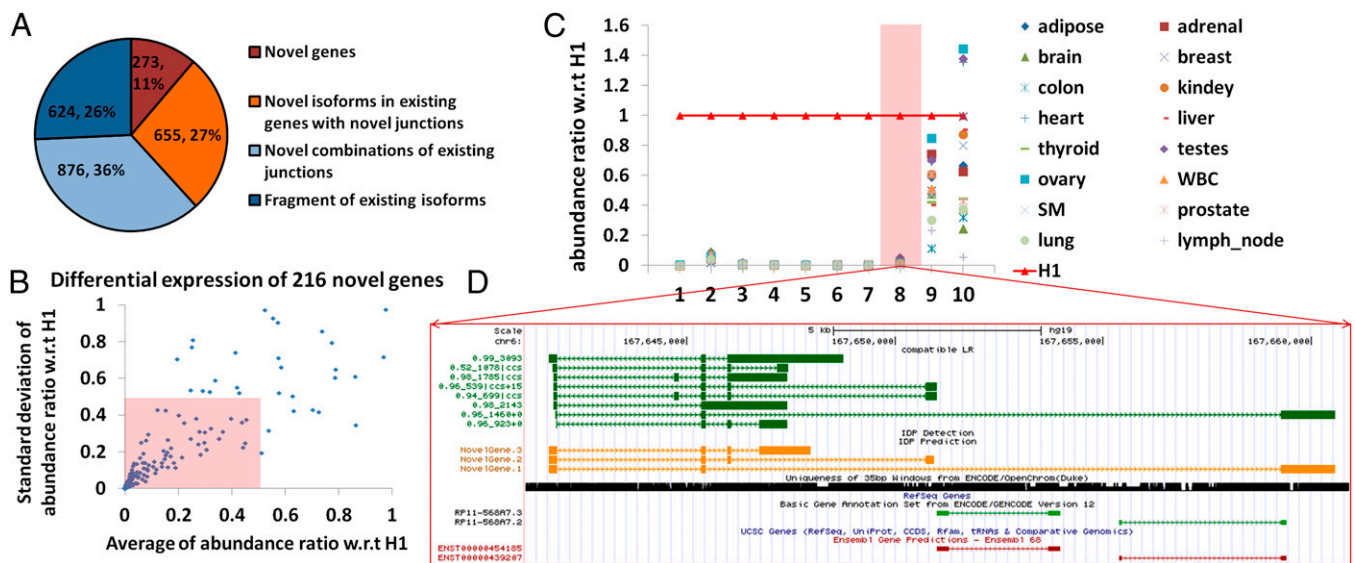 A
273,
11%
624, 26%
655, 27%
876, 36%
Novel genes
Novel isoforms in existing
genes with novel junctions
Novel combinations of existing
junctions
Fragment of existing isoforms
B
Differential expression of 216 novel genes
Standard deviation of
abundance ratio w.r.t H1
1
0.8
0.6
0.4
0.2
0
0
0.2
0.4
0.6
0.8
1
Average of abundance ratio w.r.t H1
C
abundance ratio w.r.t H1
1.6
1.4
1.2
1
0.8
0.6
0.4
0.2
0
1
2
3
4
5
6
7
8
9
10
adipose
adrenal
brain
breast
colon
kindey
heart
liver
thyroid
testes
ovary
WBC
SM
prostate
lung
lymph_node
H1
D
Scale
5 kb
hg19
chr6:
167,645,000
167,650,000
167,655,000
167,660,000
compatible LR
0.99_3093
0.52_1078|ccs
0.98_1785|ccs
0.96_539|ccs+15
0.94_699|ccs
0.98_2143
0.96_1460+0
0.96_923+0
IDP Detection
IDP Prediction
NovelGene.3
NovelGene.2
NovelGene.1
Uniqueness of 35bp Windows from ENCODE/OpenChrom(Duke)
RefSeq Genes
Basic Gene Annotation Set from ENCODE/GENCODE Version 12
RP11-568A7.3
RP11-568A7.2
UCSC Genes (RefSeq, UniProt, CCDS, Rfam, tRNAs & Comparative Genomics)
Ensembl Gene Predictions - Ensembl 68
ENST00000454185
ENST00000439207